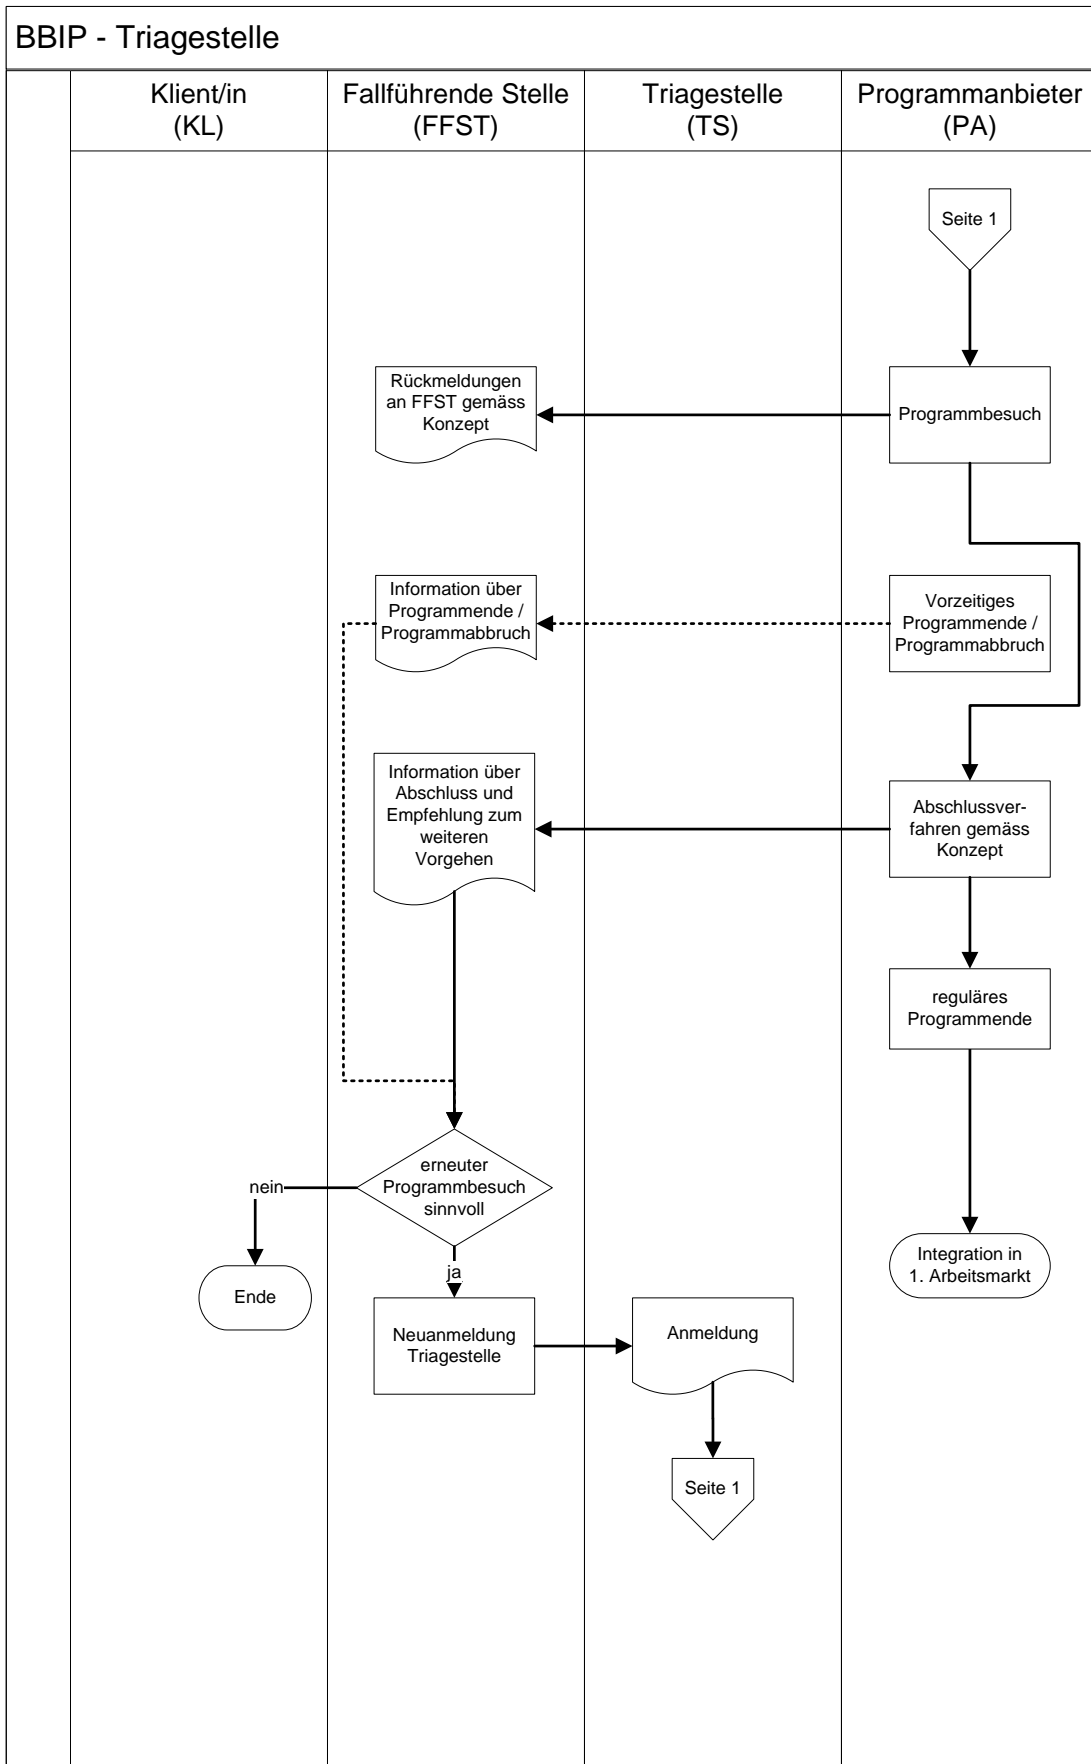 BBIP - Triagestelle
Klient/in
(KL)
Fallführende Stelle
(FFST)
Triagestelle
(TS)
Programmanbieter
(PA)
Seite 1
Rückmeldungen
an FFST gemäss
Konzept
Programmbesuch
Information über
Programmende /
Programmabbruch
Vorzeitiges
Programmende /
Programmabbruch
Information über
Abschluss und
Empfehlung zum
weiteren
Vorgehen
Abschlussver-
fahren gemäss
Konzept
reguläres
Programmende
erneuter
Programmbesuch
sinnvoll
nein
ja
Integration in
1. Arbeitsmarkt
Ende
Neuanmeldung
Triagestelle
Anmeldung
Seite 1